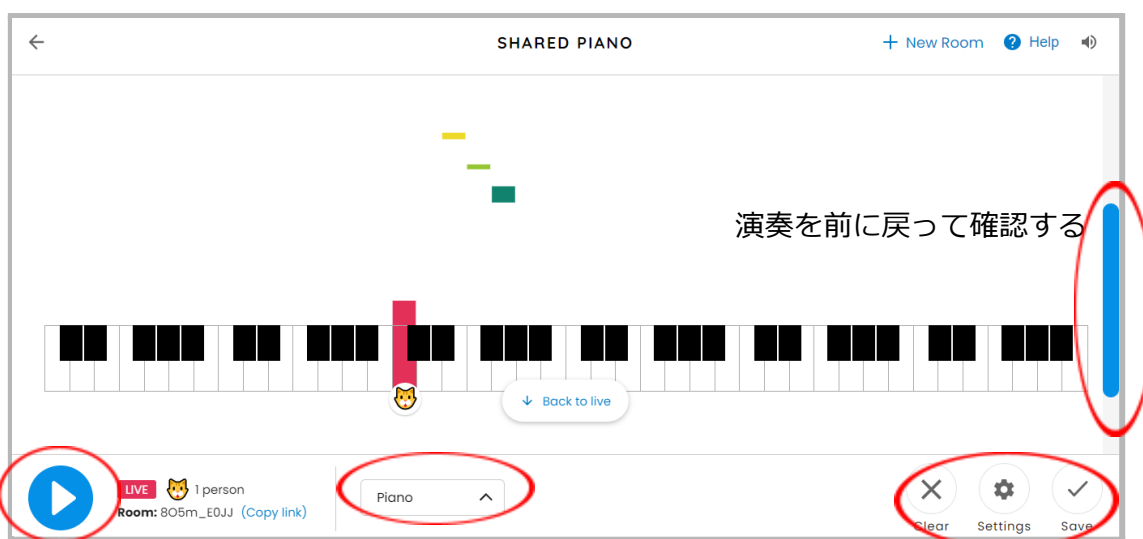 SHARED PIANO
New Room
Help
演奏を前に戻って確認する
Back to live
LIVE 1 person
Room: 8O5m_E0JJ (Copy link)
Piano
Clear
Settings
Save